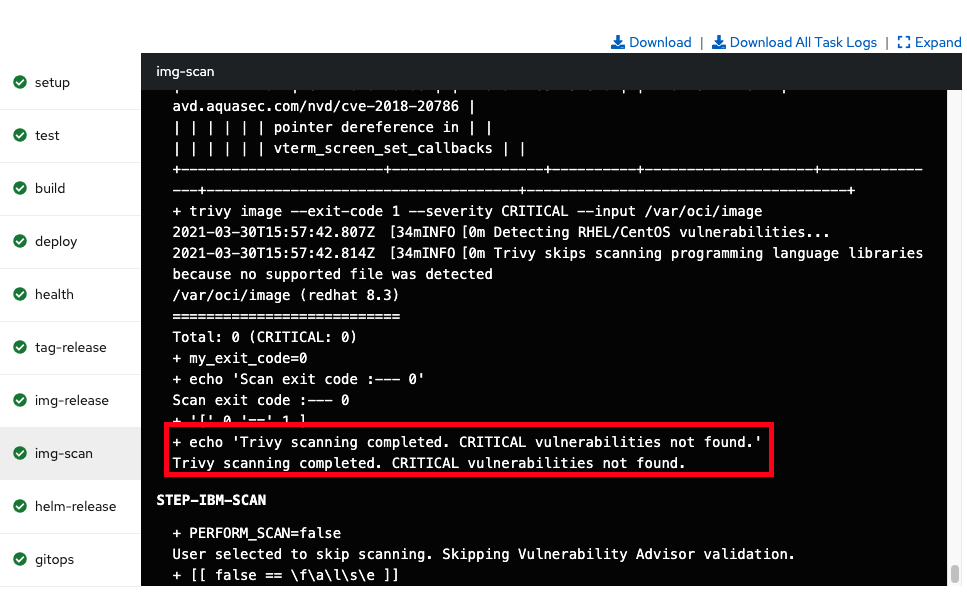 Download | Download All Task Logs | Expand
setup
test
build
deploy
health
tag-release
img-release
img-scan
helm-release
gitops
img-scan
avd.aquasec.com/nvd/cve-2018-20786 |
| | | | | | pointer dereference in | |
| | | | | | vterm_screen_set_callbacks | |
+------------------------+------------------+----------+--------------------+------------
---+-------------------------------------+--------------------------------------+
+ trivy image --exit-code 1 --severity CRITICAL --input /var/oci/image
2021-03-30T15:57:42.807Z [34mINFO [0m Detecting RHEL/CentOS vulnerabilities...
2021-03-30T15:57:42.814Z [34mINFO [0m Trivy skips scanning programming language libraries
because no supported file was detected
/var/oci/image (redhat 8.3)
===========================
Total: 0 (CRITICAL: 0)
+ my_exit_code=0
+ echo 'Scan exit code :--- 0'
Scan exit code :--- 0
+ '[' 0 '==' 1 ]
+ echo 'Trivy scanning completed. CRITICAL vulnerabilities not found.'
Trivy scanning completed. CRITICAL vulnerabilities not found.
STEP-IBM-SCAN
+ PERFORM_SCAN=false
User selected to skip scanning. Skipping Vulnerability Advisor validation.
+ [[ false == \f\a\l\s\e ]]